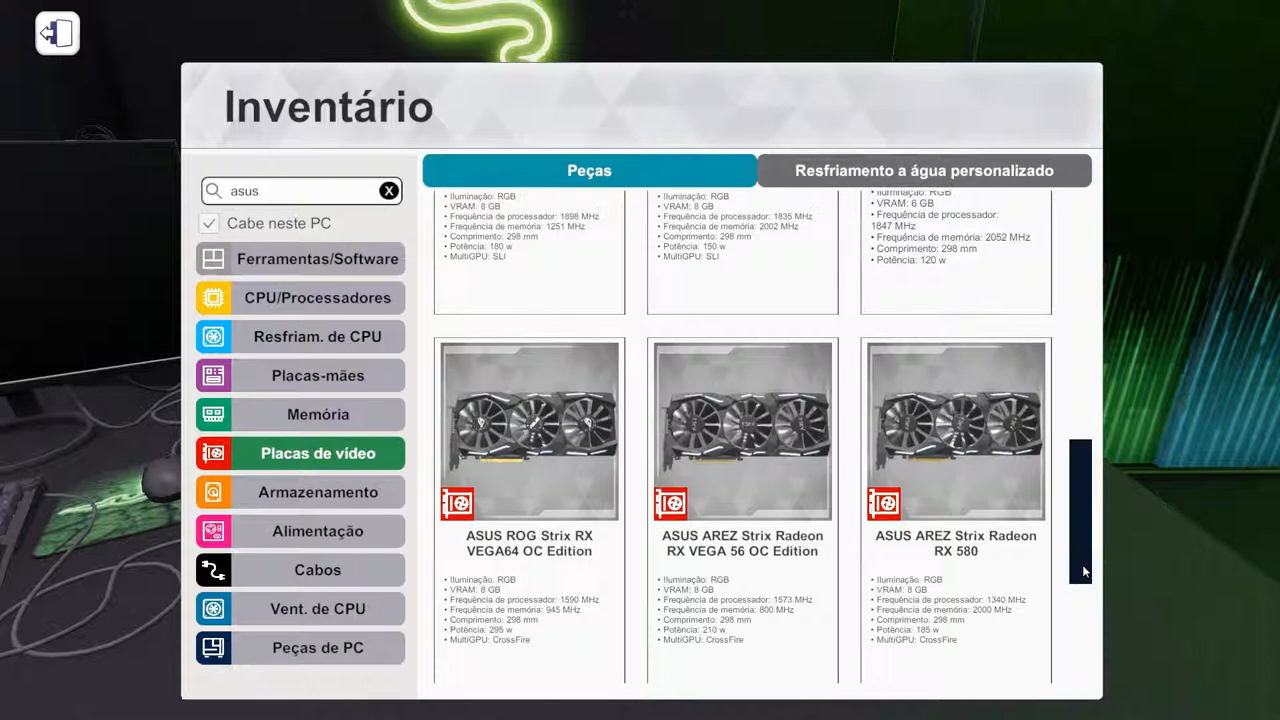 Inventário
asus
Cabe neste PC
Ferramentas/Software
CPU/Processadores
Resfriam. de CPU
Placas-mães
Memória
Placas de vídeo
Armazenamento
Alimentação
Cabos
Vent. de CPU
Peças de PC
Peças
Resfriamento a água personalizado
• Iluminação: RGB
• VRAM: 8 GB
• Frequência de processador: 1898 MHz
• Frequência de memória: 1251 MHz
• Comprimento: 298 mm
• Potência: 180 w
• MultiGPU: SLI
• Iluminação: RGB
• VRAM: 8 GB
• Frequência de processador: 1835 MHz
• Frequência de memória: 2002 MHz
• Comprimento: 298 mm
• Potência: 150 w
• MultiGPU: SLI
• Iluminação: RGB
• VRAM: 6 GB
• Frequência de processador:
1847 MHz
• Frequência de memória: 2052 MHz
• Comprimento: 298 mm
• Potência: 120 w
ASUS ROG Strix RX
VEGA64 OC Edition
• Iluminação: RGB
• VRAM: 8 GB
• Frequência de processador: 1590 MHz
• Frequência de memória: 945 MHz
• Comprimento: 298 mm
• Potência: 295 w
• MultiGPU: CrossFire
ASUS AREZ Strix Radeon
RX VEGA 56 OC Edition
• Iluminação: RGB
• VRAM: 8 GB
• Frequência de processador: 1573 MHz
• Frequência de memória: 800 MHz
• Comprimento: 298 mm
• Potência: 210 w
• MultiGPU: CrossFire
ASUS AREZ Strix Radeon
RX 580
• Iluminação: RGB
• VRAM: 8 GB
• Frequência de processador: 1340 MHz
• Frequência de memória: 2000 MHz
• Comprimento: 298 mm
• Potência: 185 w
• MultiGPU: CrossFire